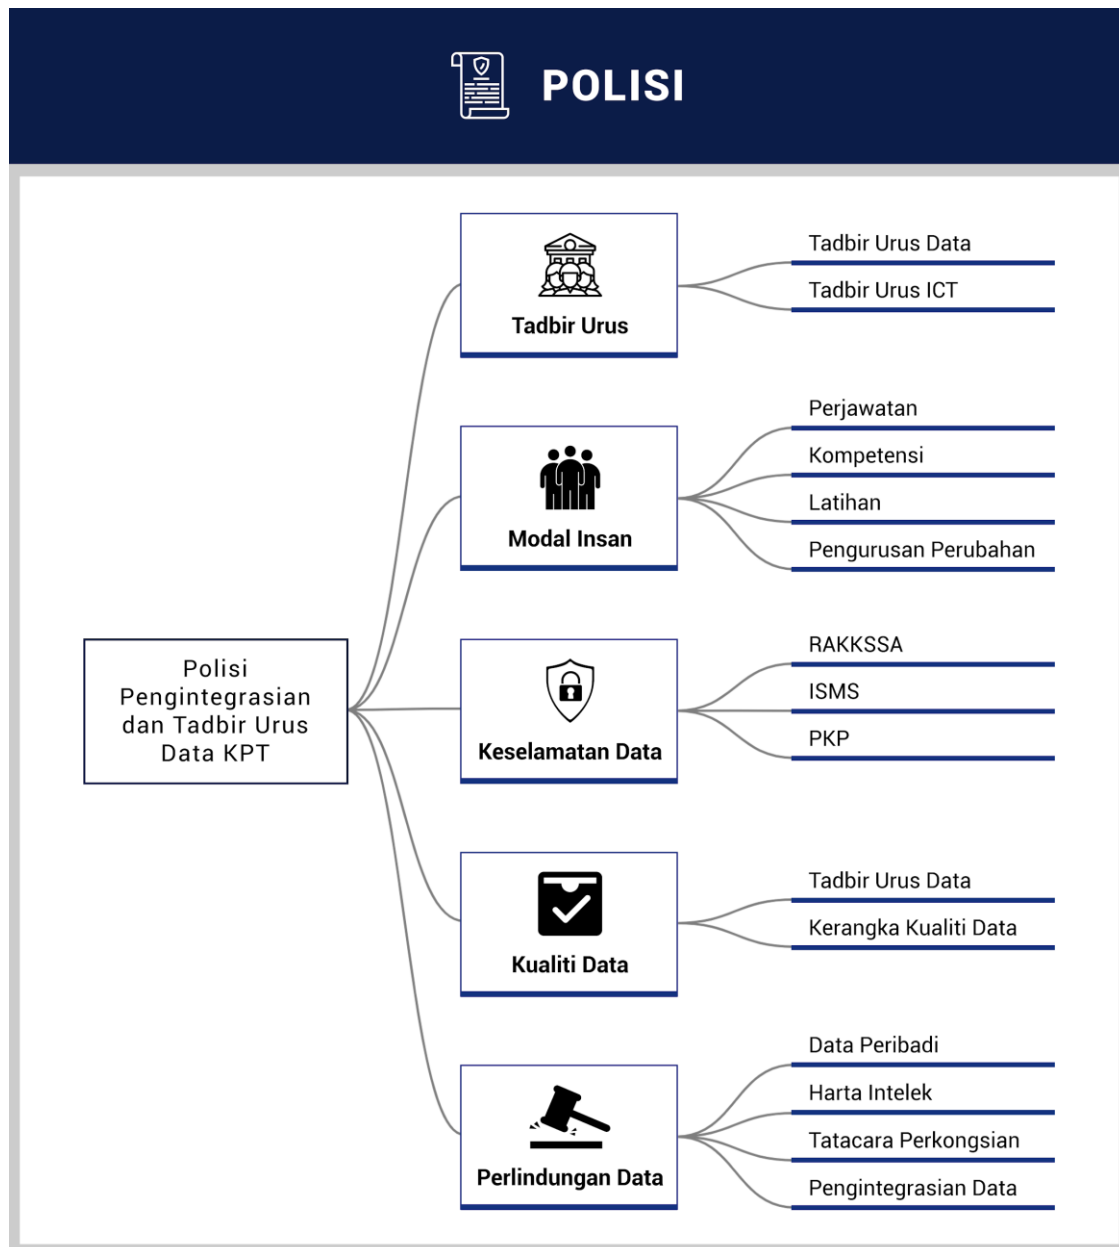 POLISI
Polisi
Pengintegrasian
dan Tadbir Urus
Data KPT
Tadbir Urus
Tadbir Urus Data
Tadbir Urus ICT
Modal Insan
Perjawatan
Kompetensi
Latihan
Pengurusan Perubahan
Keselamatan Data
RAKKSSA
ISMS
PKP
Kualiti Data
Tadbir Urus Data
Kerangka Kualiti Data
Perlindungan Data
Data Peribadi
Harta Intelek
Tatacara Perkongsian
Pengintegrasian Data